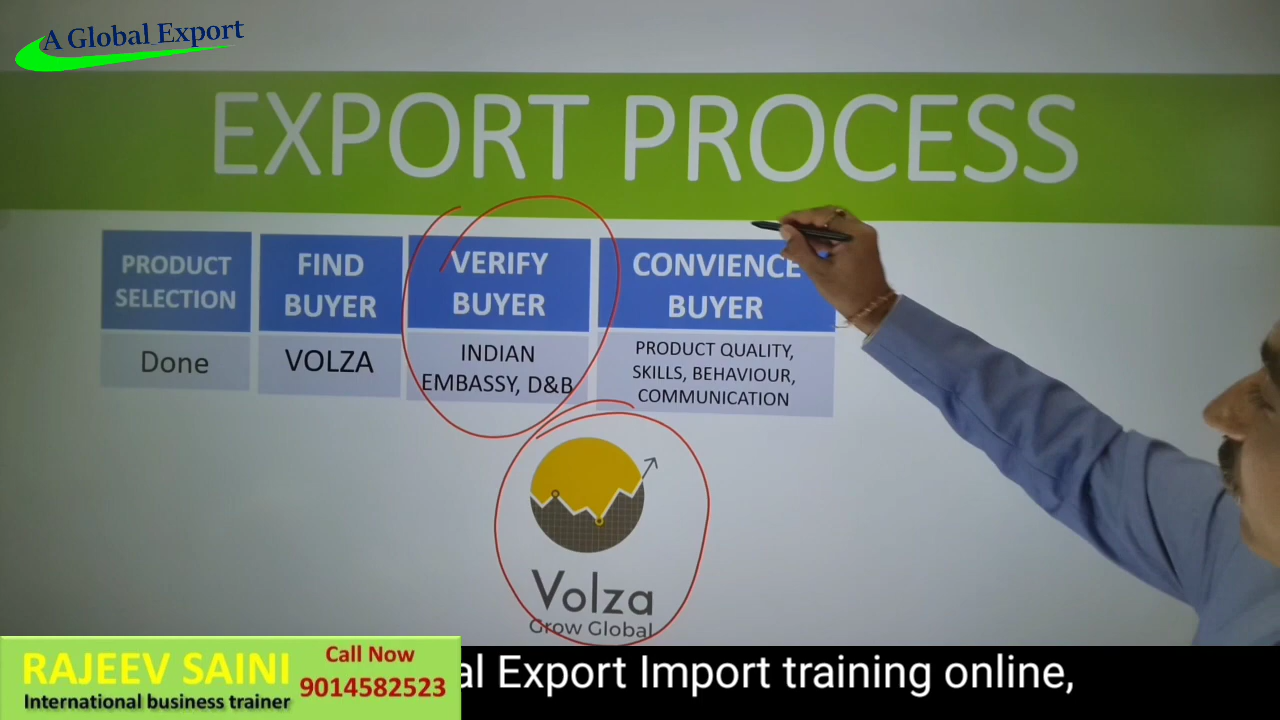 A Global Export
EXPORT PROCESS
PRODUCT
SELECTION
FIND
BUYER
VERIFY
BUYER
CONVIENCE
BUYER
Done
VOLZA
INDIAN
EMBASSY, D&B
PRODUCT QUALITY,
SKILLS, BEHAVIOUR,
COMMUNICATION
Volza
Grow Global
RAJEEV SAINI
International business trainer
Call Now
9014582523
al Export Import training online,